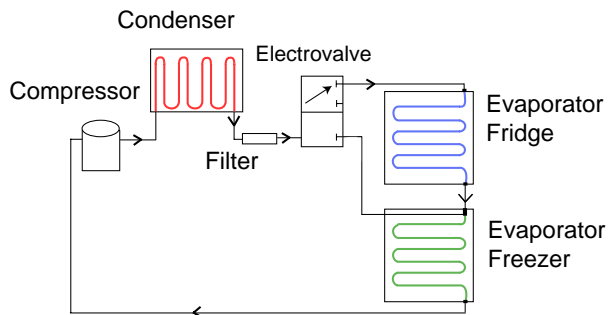 Condenser
Electrovalve
Compressor
Evaporator
Fridge
Filter
Evaporator
Freezer